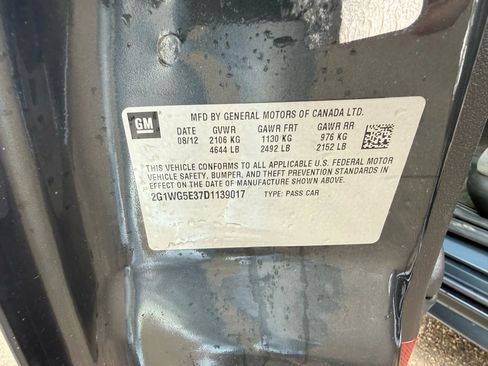 GM
MFD BY GENERAL MOTORS OF CANADA LTD.
DATE GVWR GAWR FRT GAWR RR
08/12 2106 KG 1130 KG 976 KG
4644 LB 2492 LB 2152 LB
THIS VEHICLE CONFORMS TO ALL APPLICABLE U.S. FEDERAL MOTOR
VEHICLE SAFETY, BUMPER, AND THEFT PREVENTION STANDARDS IN
EFFECT ON THE DATE OF MANUFACTURE SHOWN ABOVE.
2G1WG5E37D1139017 TYPE: PASS CAR